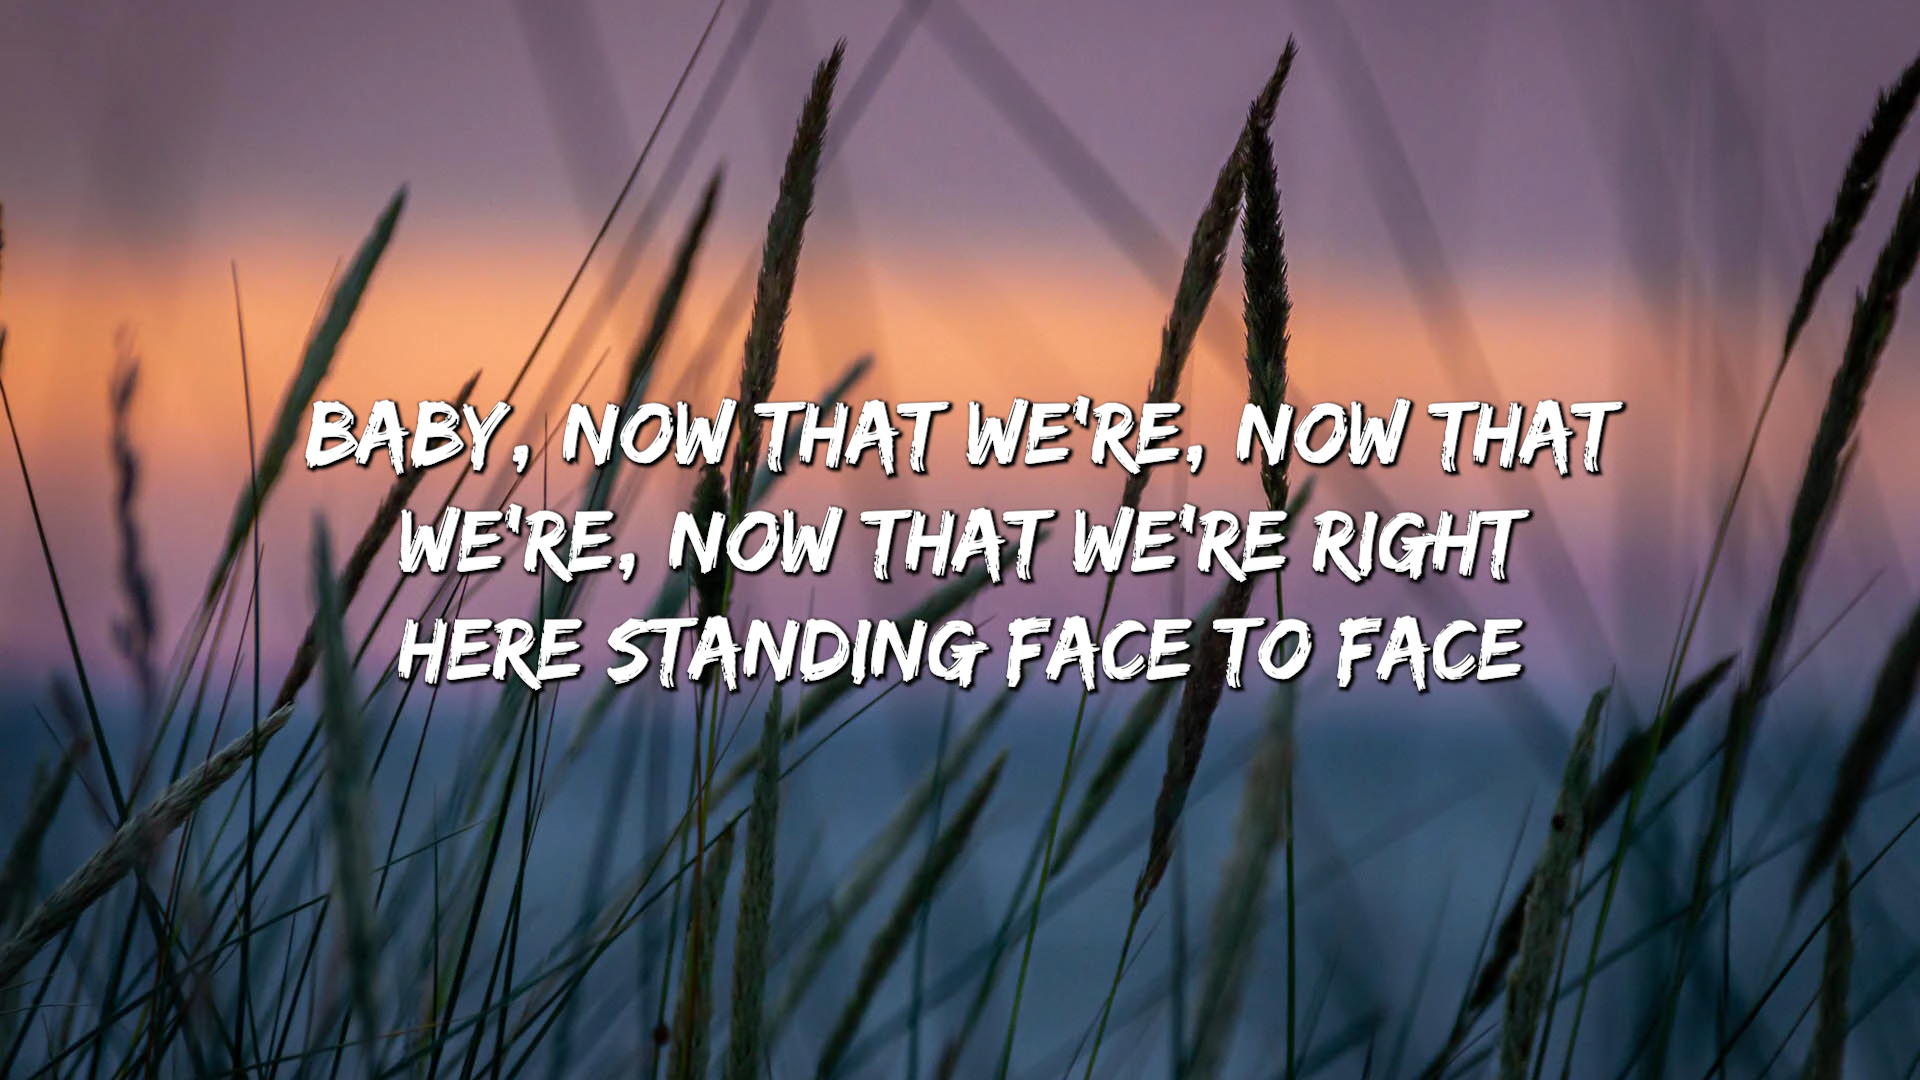 BABY, NOW THAT WE'RE, NOW THAT
WE'RE, NOW THAT WE'RE RIGHT
HERE STANDING FACE TO FACE